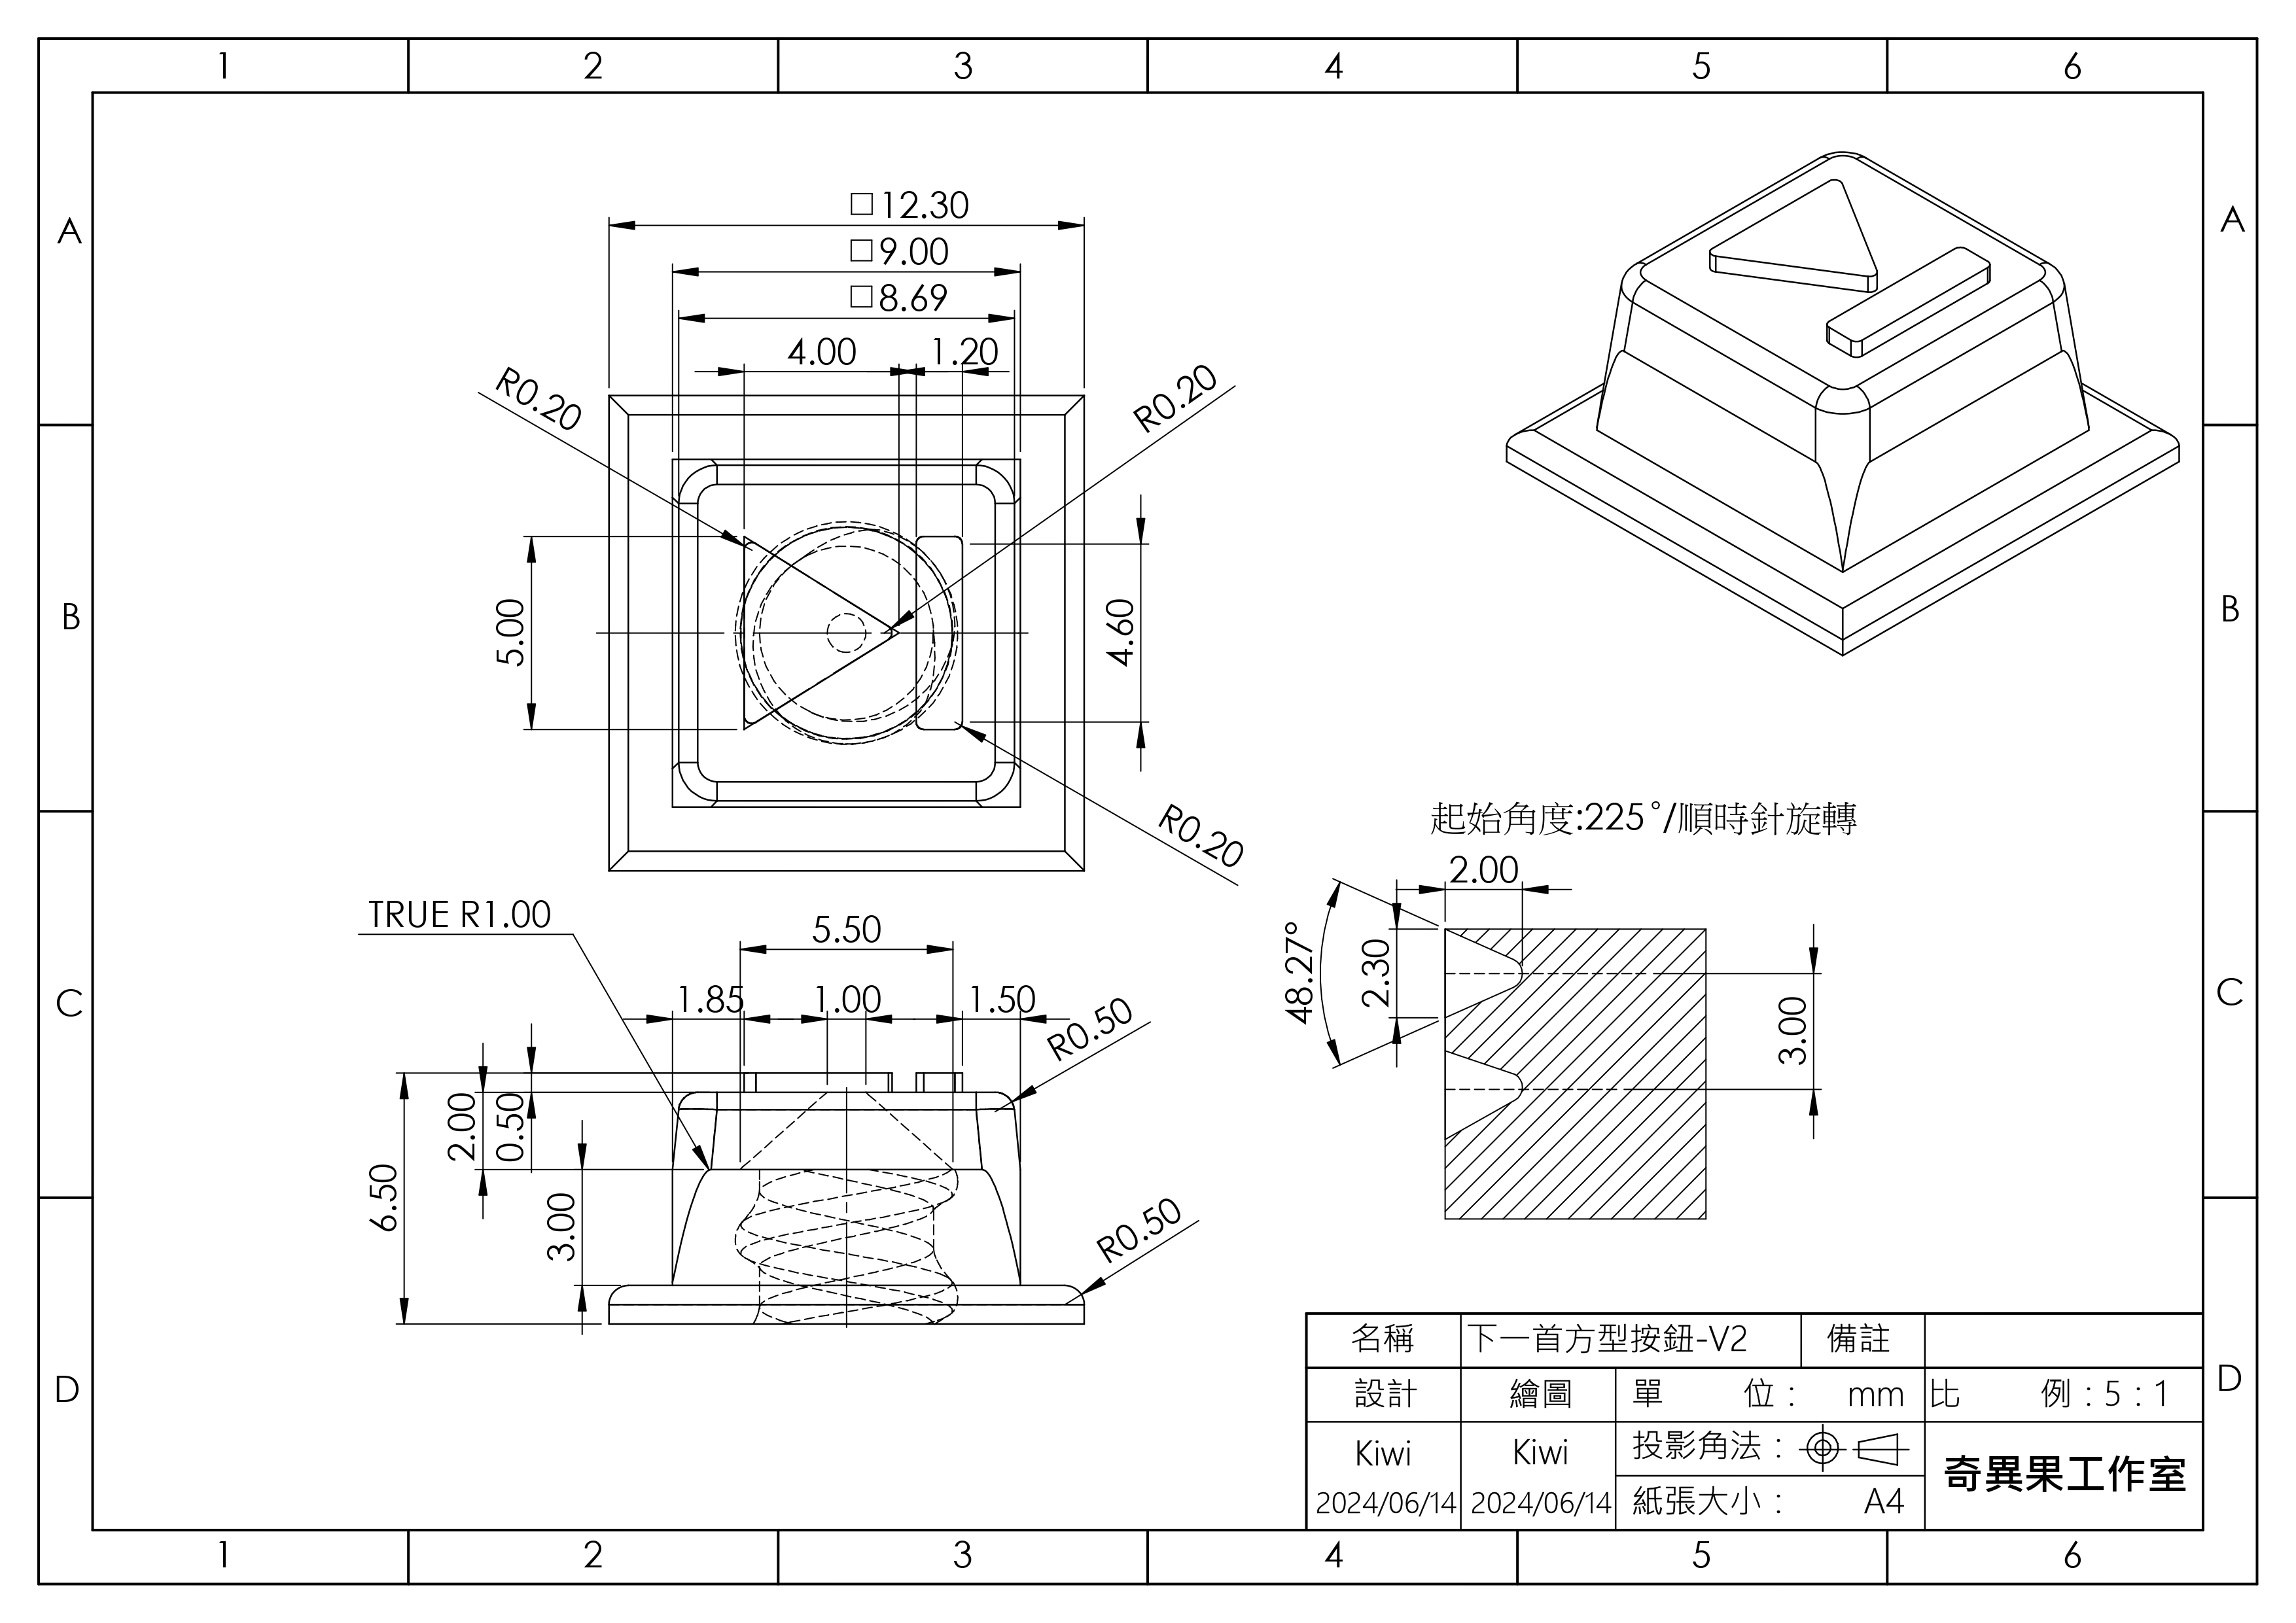 1 2 3 4 5 6
A A
□12.30
□9.00
□8.69
4.00 1.20
R0.20 R0.20
B B
5.00 4.60
R0.20
起始角度:225°/順時針旋轉
2.00
48.27° 2.30
3.00
TRUE R1.00
5.50
1.85 1.00 1.50
R0.50
C C
2.00 0.50
6.50
3.00
R0.50
D D
名稱 下一首方型按鈕-V2 備註
設計 繪圖 單 位： mm 比 例：5：1
Kiwi Kiwi 投影角法：
2024/06/14 2024/06/14 紙張大小： A4
奇異果工作室
1 2 3 4 5 6